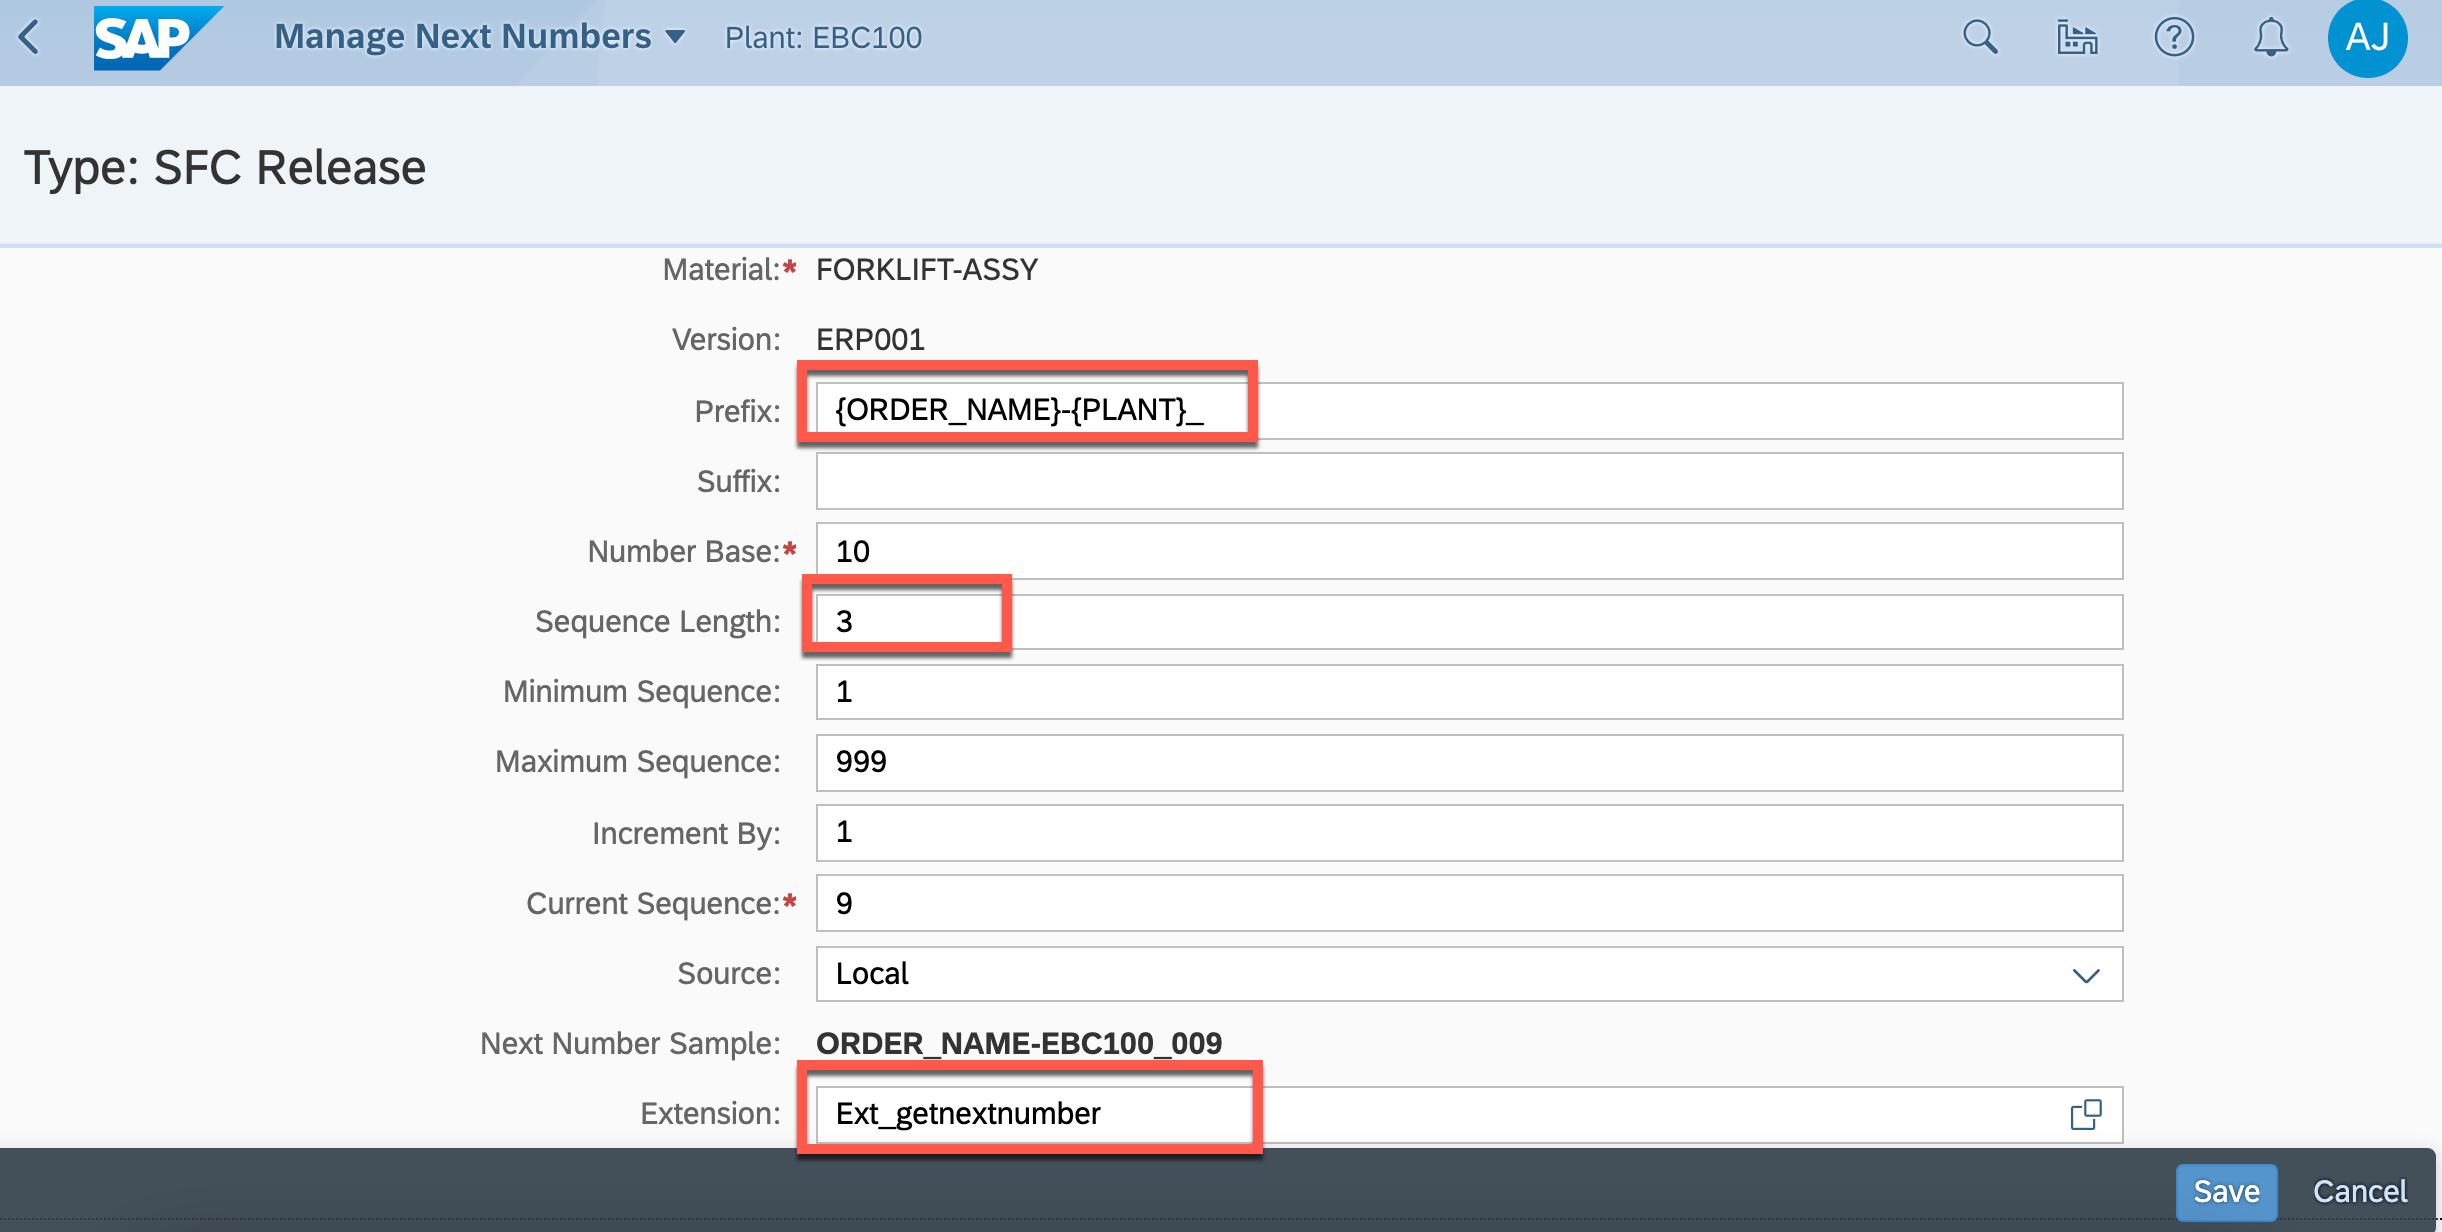 SAP Manage Next Numbers Plant: EBC100 AJ
Type: SFC Release
Material:* FORKLIFT-ASSY
Version: ERP001
Prefix: {ORDER_NAME}-{PLANT}_
Suffix:
Number Base:* 10
Sequence Length: 3
Minimum Sequence: 1
Maximum Sequence: 999
Increment By: 1
Current Sequence:* 9
Source: Local
Next Number Sample: ORDER_NAME-EBC100_009
Extension: Ext_getnextnumber
Save Cancel